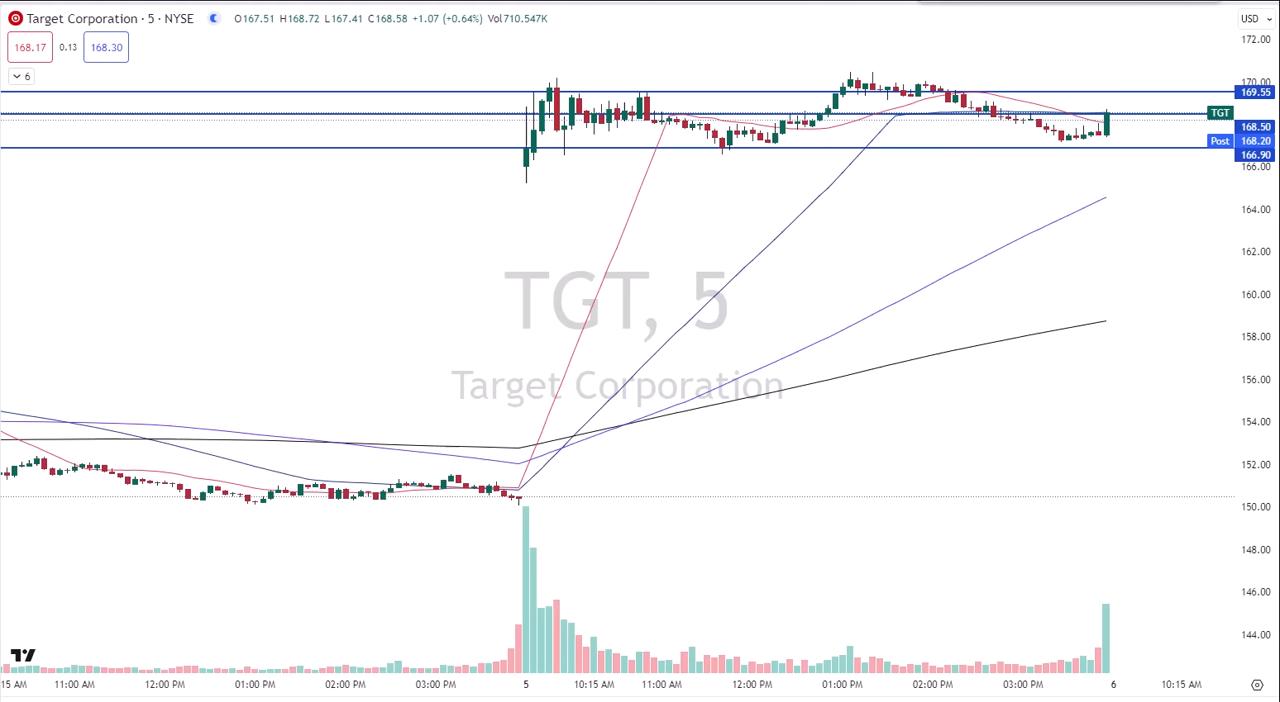 Target Corporation · 5 · NYSE O167.51 H168.72 L167.41 C168.58 +1.07 (+0.64%) Vol710.547K
USD
168.17 0.13 168.30
6
172.00
170.00
169.55
TGT
168.50
Post 168.20
166.90
166.00
164.00
162.00
160.00
TGT, 5
158.00
156.00
Target Corporation
154.00
152.00
150.00
148.00
146.00
144.00
15 AM 11:00 AM 12:00 PM 01:00 PM 02:00 PM 03:00 PM 5 10:15 AM 11:00 AM 12:00 PM 01:00 PM 02:00 PM 03:00 PM 6 10:15 AM